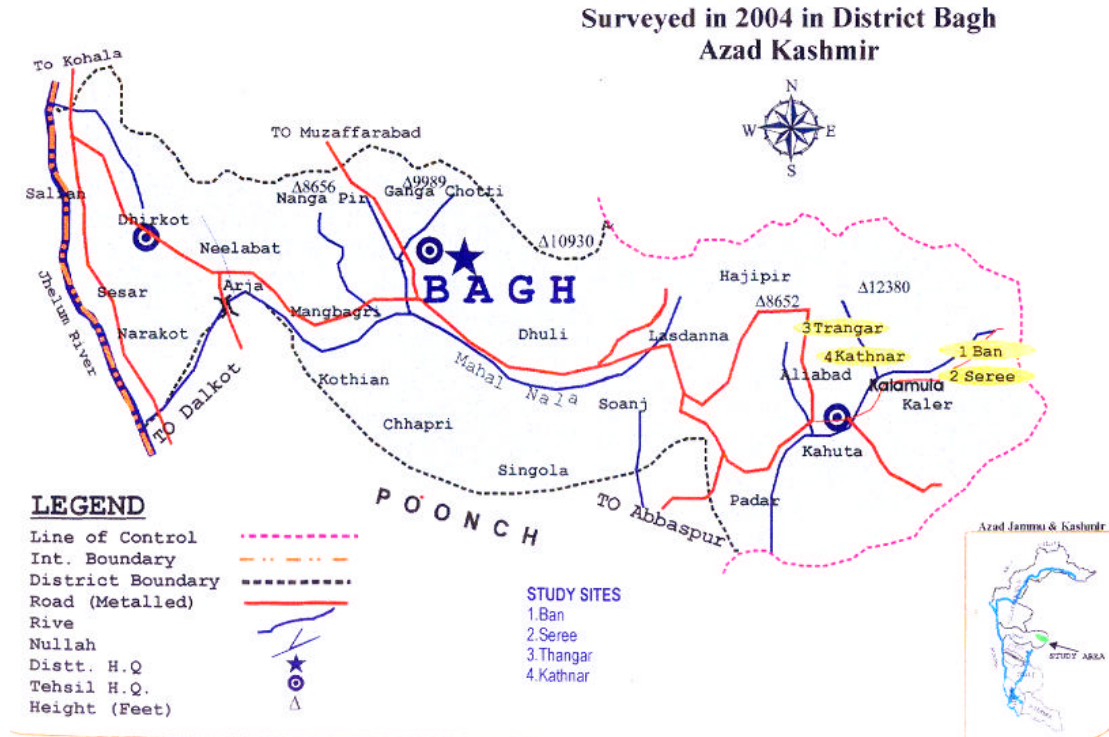 Surveyed in 2004 in District Bagh
Azad Kashmir
To Kohala
N
W E
S
TO Muzaffarabad
Δ8656
Δ9989
Nanga Pir
Ganga Chotti
Salian
Dhirkot
Neelabat
Δ10930
BAGH
Hajipir
Δ8652
Δ12380
Jhelum River
Sesar
Arja
Mangbagri
Narakot
Dhuli
Lasdanna
3 Trangar
4 Kathnar
1 Ban
2 Seree
Aliabad
Kalamula
Kaler
Mahal Nala
Kothian
TO Dalkot
Soanj
Chhapri
Kahuta
Singola
Padar
TO Abbaspur
POONCH
LEGEND
Line of Control
Int. Boundary
District Boundary
Road (Metalled)
Rive
Nullah
Distt. H.Q
Tehsil H.Q.
Height (Feet)
Δ
STUDY SITES
1.Ban
2.Seree
3.Thangar
4.Kathnar
Azad Jammu & Kashmir
STUDY AREA